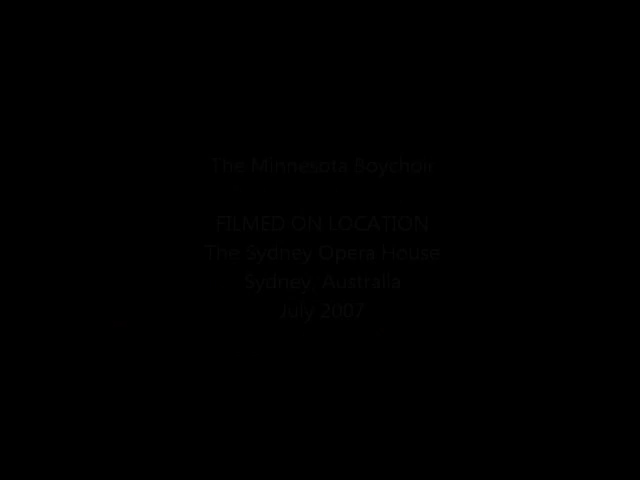 The Minnesota Boychoir
FILMED ON LOCATION
The Sydney Opera House
Sydney, Australia
July 2007